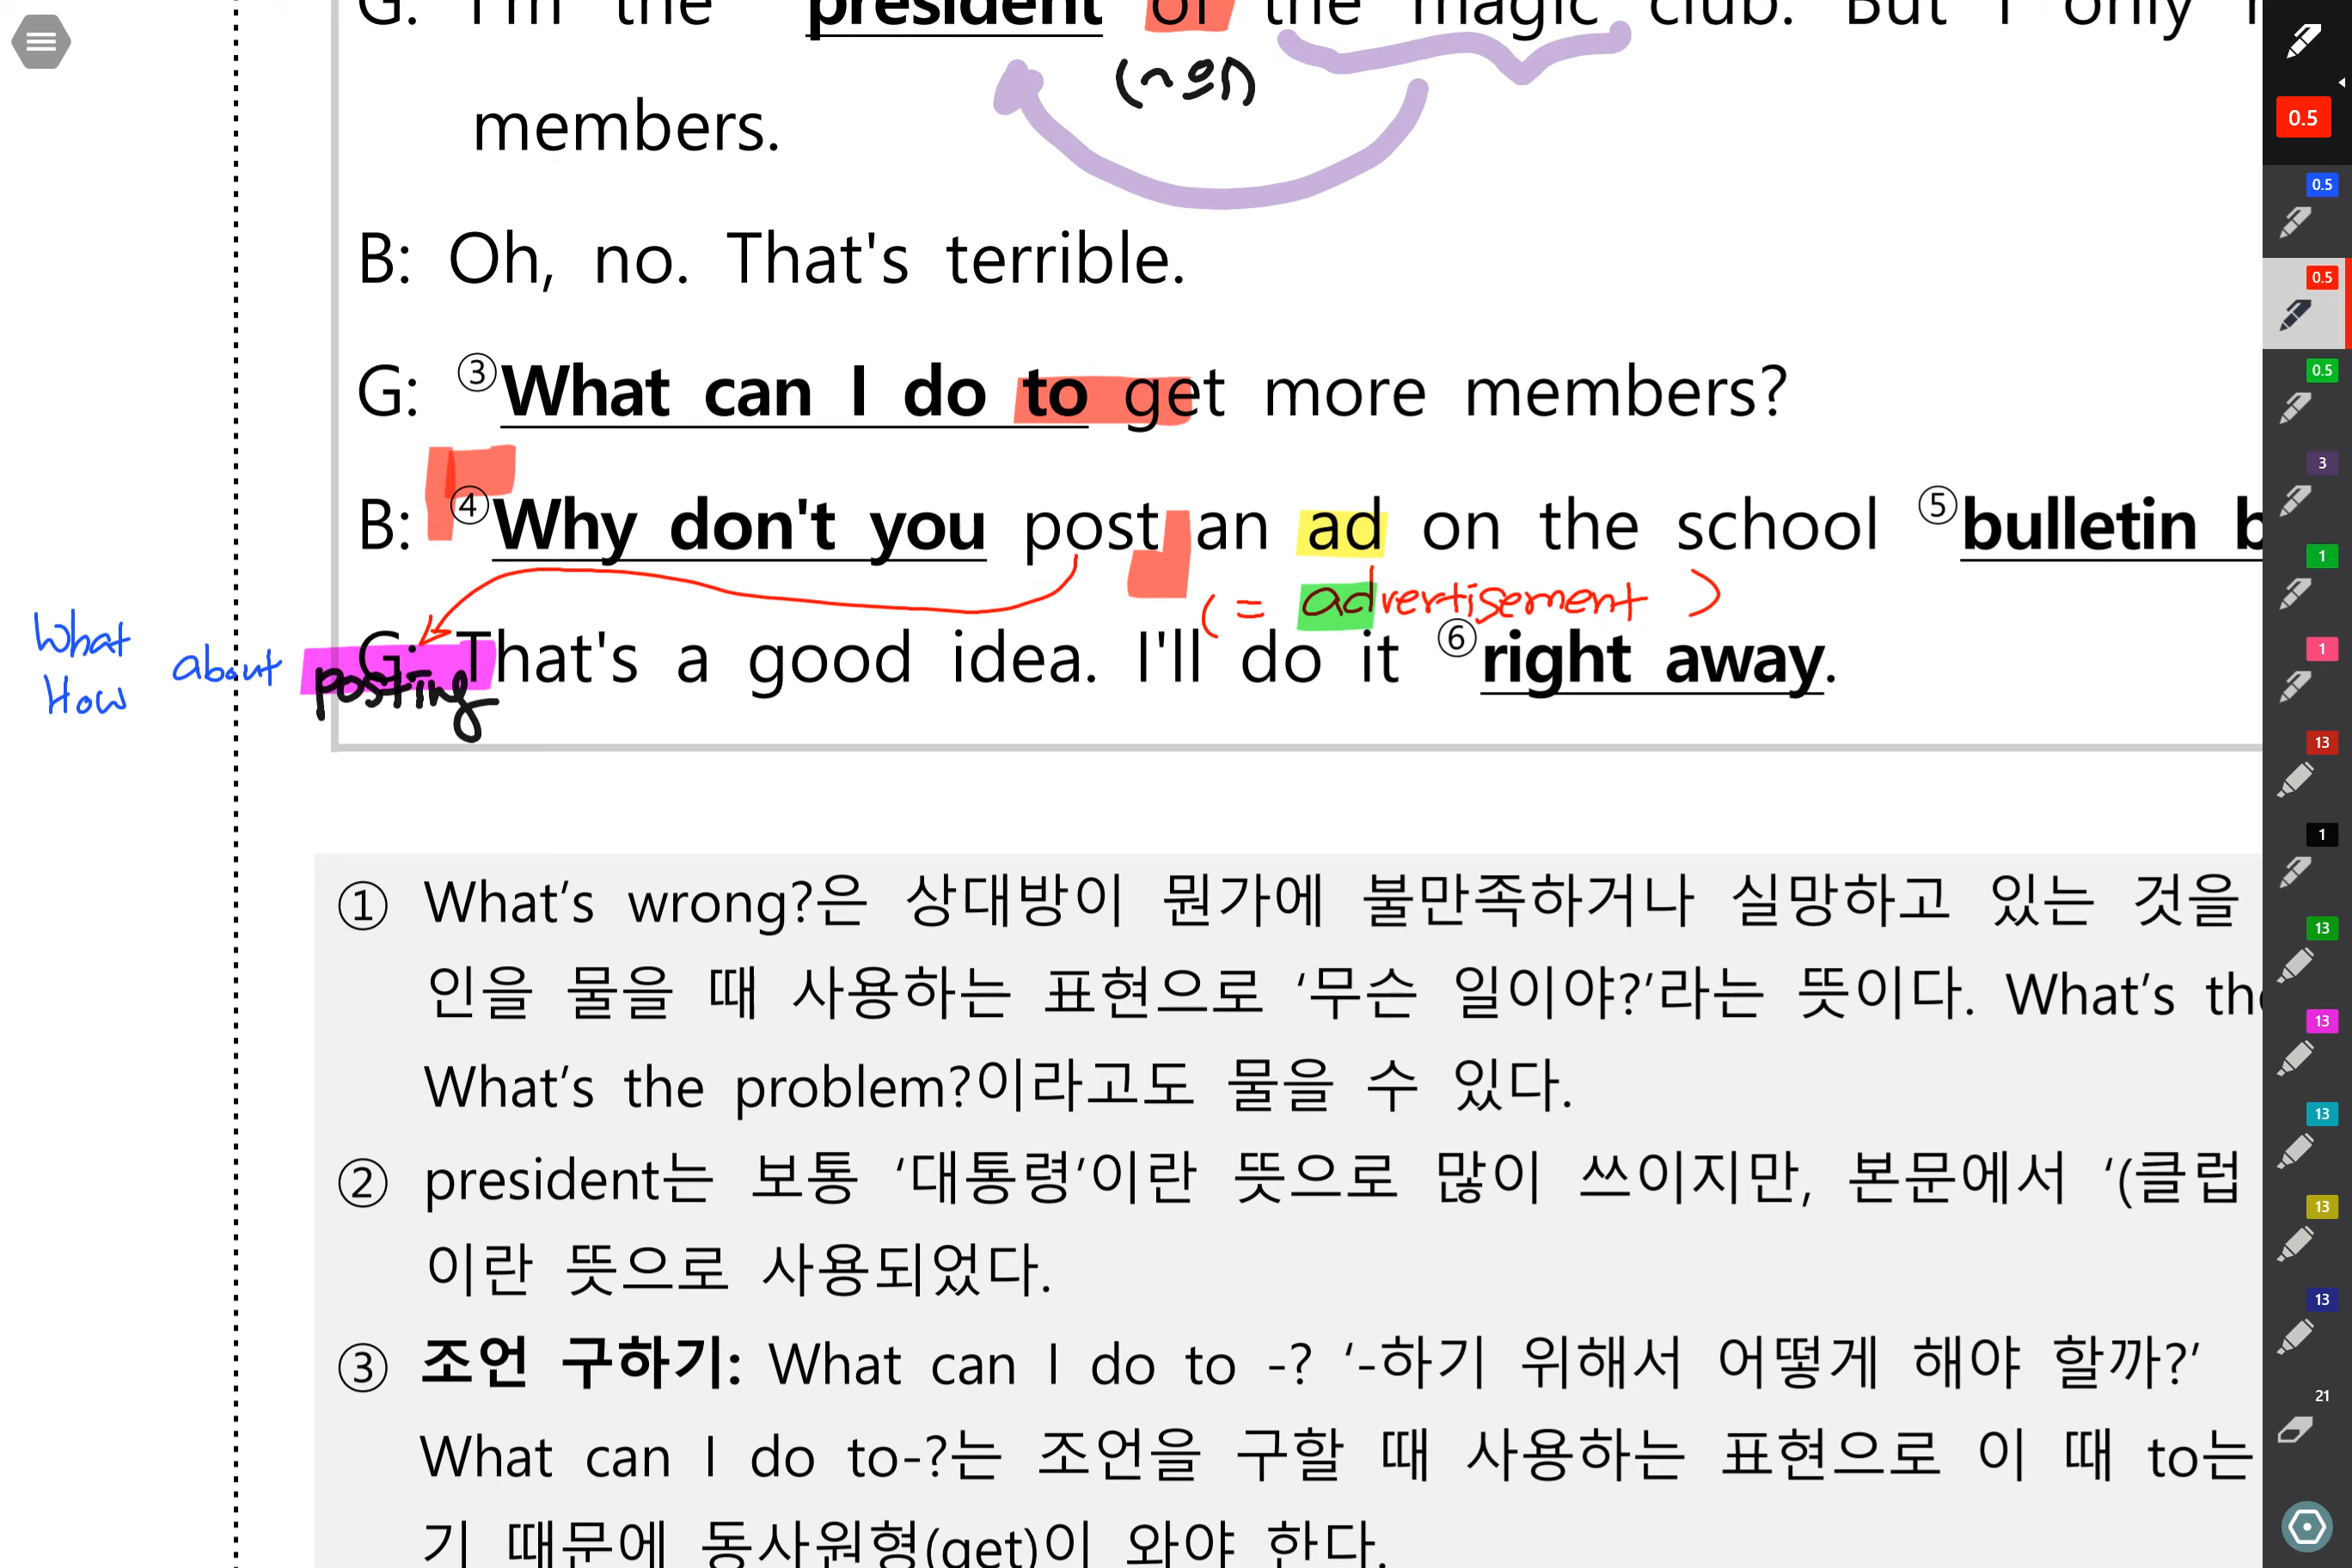 G: I'm the president of the magic club. But I only
(~의)
members.
B: Oh, no. That's terrible.
G: ③What can I do to get more members?
B: ④Why don't you post an ad on the school ⑤bulletin b
(= advertisement )
What
How
about
posting
G: That's a good idea. I'll do it ⑥right away.
① What's wrong?은 상대방이 뭔가에 불만족하거나 실망하고 있는 것을
인을 물을 때 사용하는 표현으로 '무슨 일이야?'라는 뜻이다. What's the
What's the problem?이라고도 물을 수 있다.
② president는 보통 '대통령'이란 뜻으로 많이 쓰이지만, 본문에서 '(클럽
이란 뜻으로 사용되었다.
③ 조언 구하기: What can I do to -? '-하기 위해서 어떻게 해야 할까?'
What can I do to-?는 조언을 구할 때 사용하는 표현으로 이 때 to는
기 때문에 동사원형(get)이 와야 한다.
0.5
0.5
0.5
0.5
3
1
1
13
1
13
13
13
13
13
21